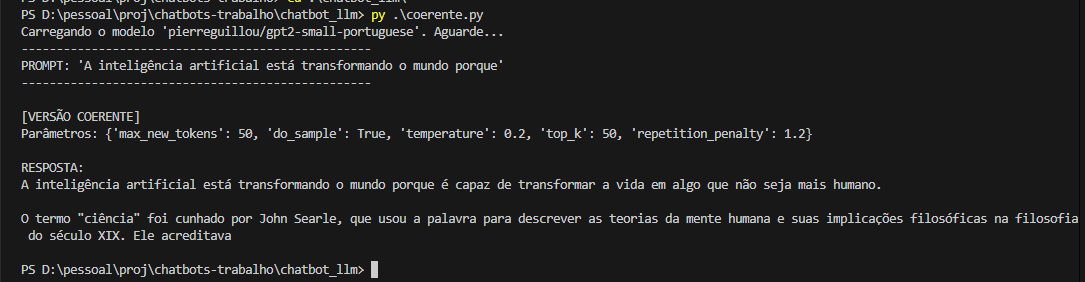 PS D:\pessoal\proj\chatbots-trabalho> cd .\chatbot_llm\
PS D:\pessoal\proj\chatbots-trabalho\chatbot_llm> py .\coerente.py
Carregando o modelo 'pierreguillou/gpt2-small-portuguese'. Aguarde...
--------------------------------------------------
PROMPT: 'A inteligência artificial está transformando o mundo porque'
--------------------------------------------------
[VERSÃO COERENTE]
Parâmetros: {'max_new_tokens': 50, 'do_sample': True, 'temperature': 0.2, 'top_k': 50, 'repetition_penalty': 1.2}
RESPOSTA:
A inteligência artificial está transformando o mundo porque é capaz de transformar a vida em algo que não seja mais humano.
O termo "ciência" foi cunhado por John Searle, que usou a palavra para descrever as teorias da mente humana e suas implicações filosóficas na filosofia
do século XIX. Ele acreditava
PS D:\pessoal\proj\chatbots-trabalho\chatbot_llm>